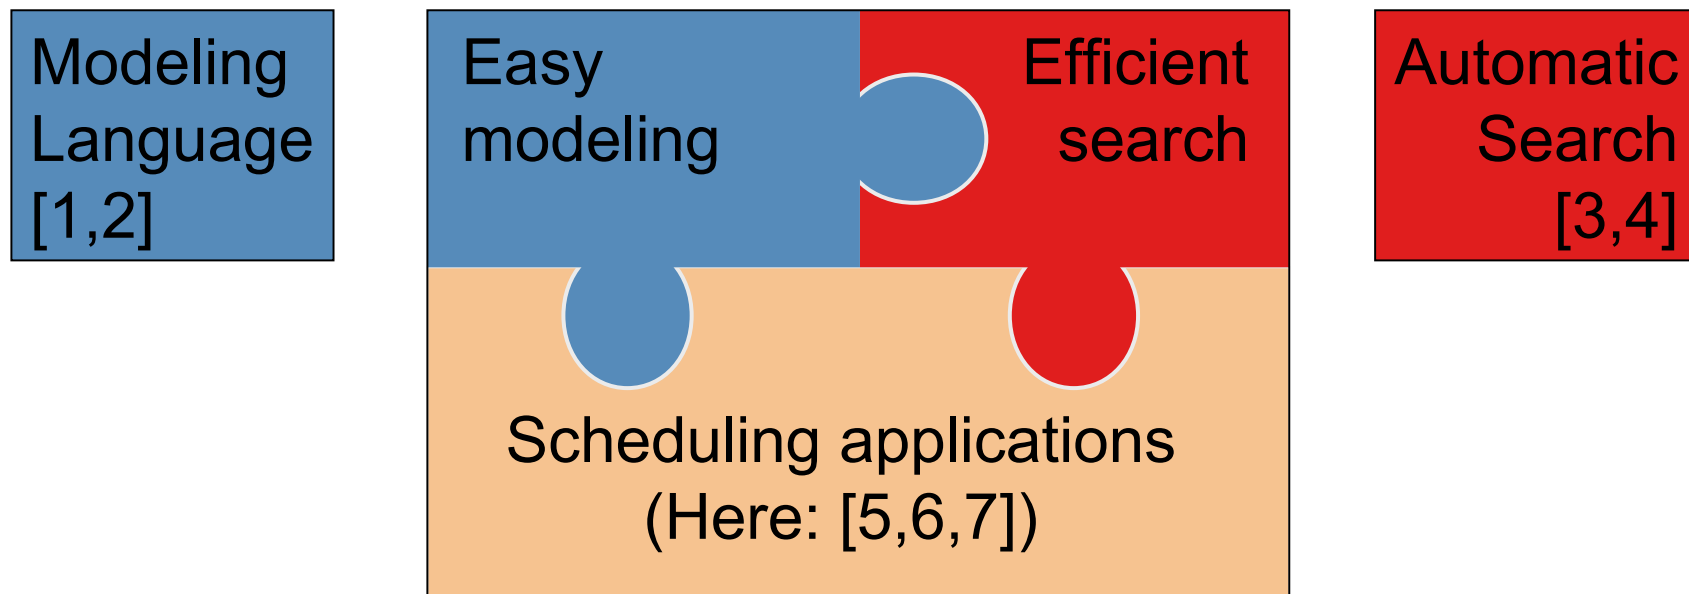 Modeling
Language
[1,2]
Easy
modeling
Efficient
search
Automatic
Search
[3,4]
Scheduling applications
(Here: [5,6,7])